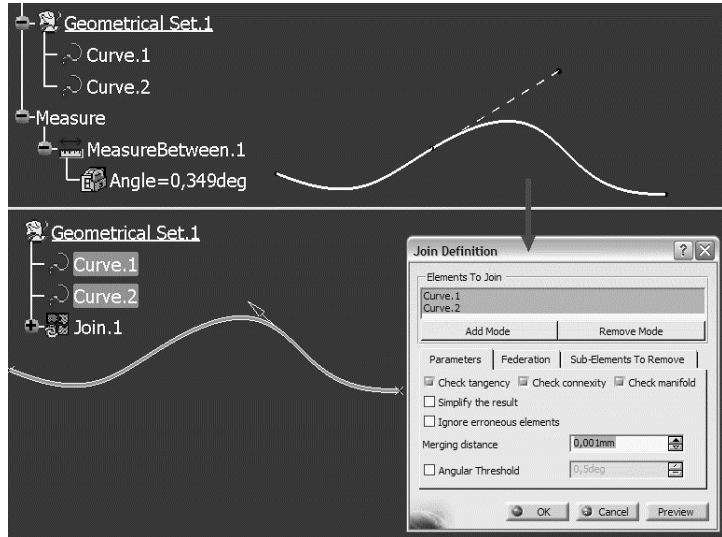 Geometrical Set.1
Curve.1
Curve.2
Measure
MeasureBetween.1
Angle=0,349deg
Geometrical Set.1
Curve.1
Curve.2
Join.1
Join Definition
Elements To Join
Curve.1
Curve.2
Add Mode Remove Mode
Parameters Federation Sub-Elements To Remove
Check tangency Check connexity Check manifold
Simplify the result
Ignore erroneous elements
Merging distance 0,001mm
Angular Threshold 0,5deg
OK Cancel Preview